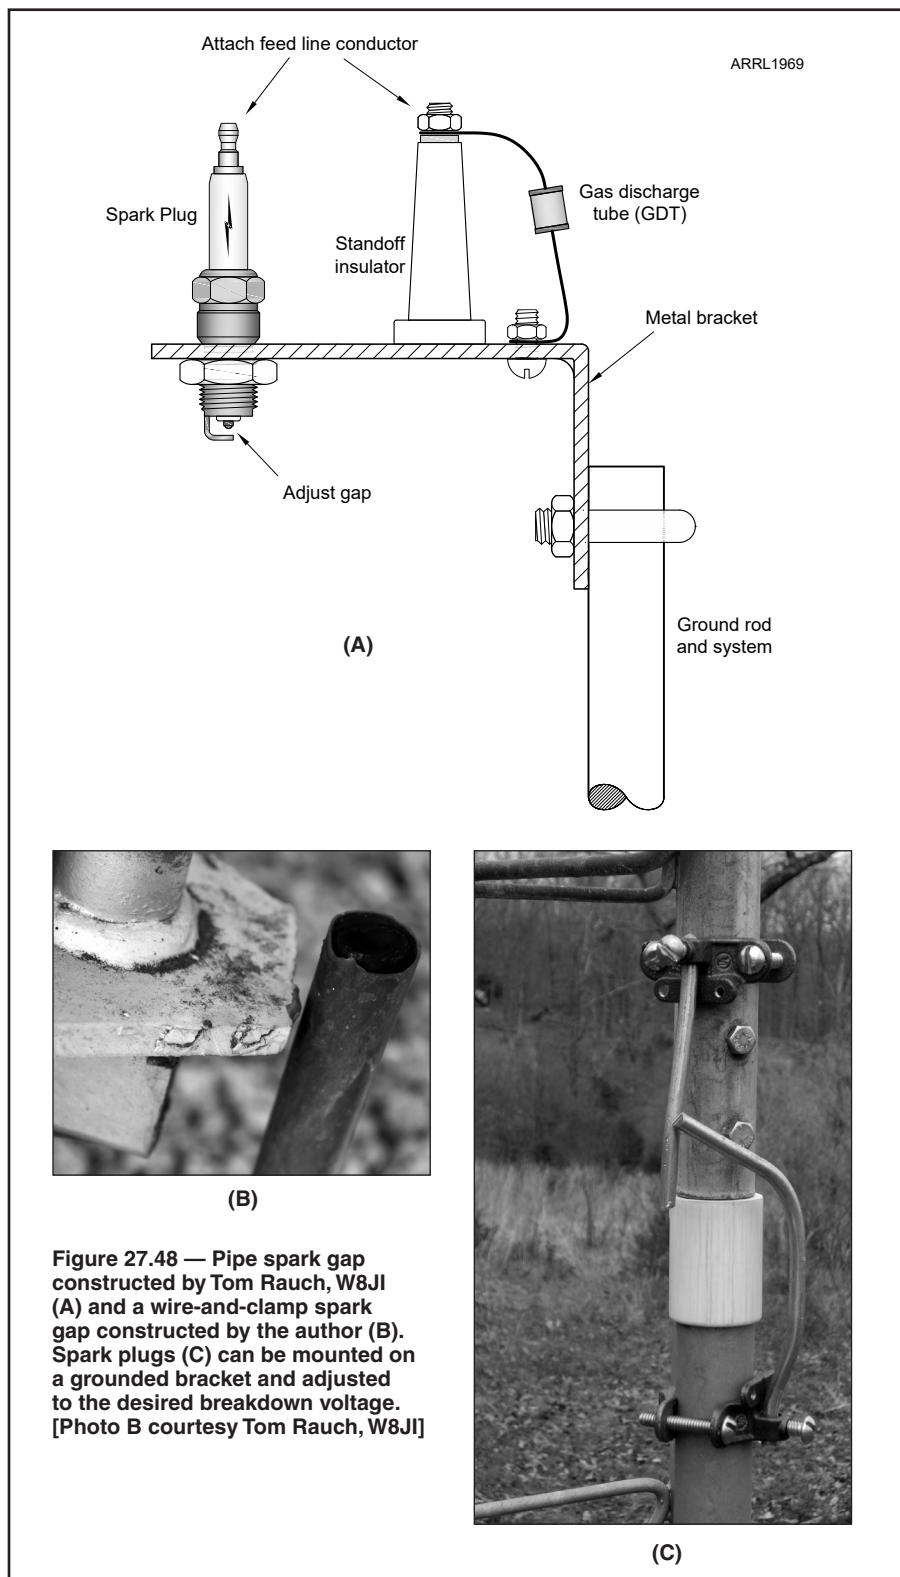 Attach feed line conductor
ARRL1969
Spark Plug
Standoff
insulator
Gas discharge
tube (GDT)
Metal bracket
Adjust gap
(A)
Ground rod
and system
(B)
Figure 27.48 — Pipe spark gap
constructed by Tom Rauch, W8JI
(A) and a wire-and-clamp spark
gap constructed by the author (B).
Spark plugs (C) can be mounted on
a grounded bracket and adjusted
to the desired breakdown voltage.
[Photo B courtesy Tom Rauch, W8JI]
(C)